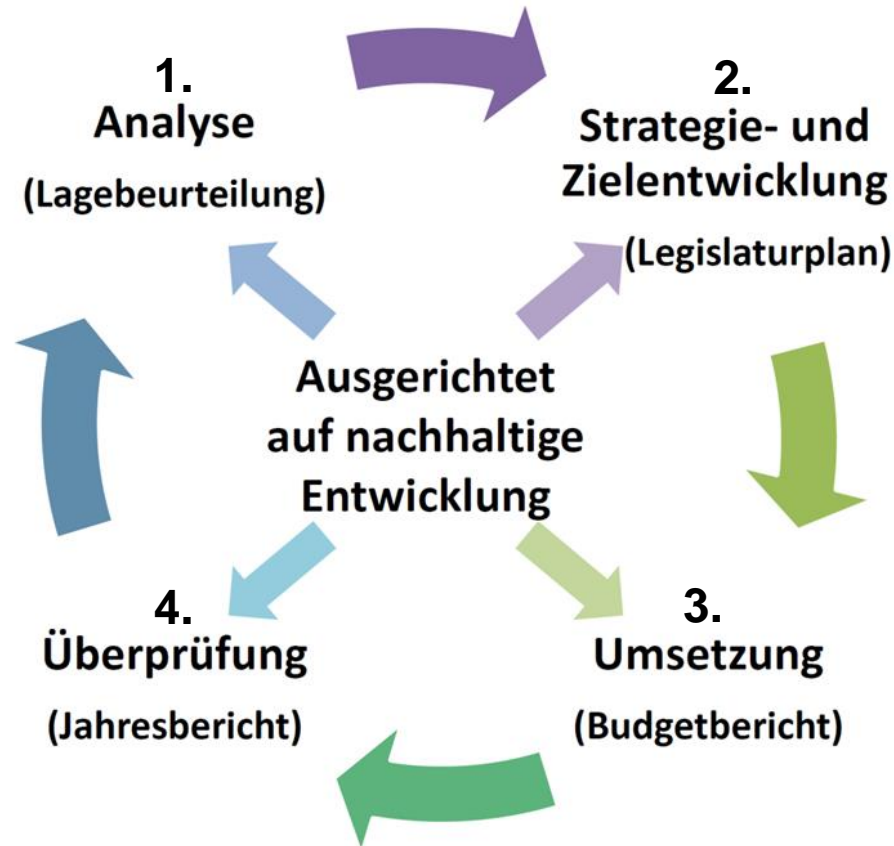 1.
Analyse
(Lagebeurteilung)
2.
Strategie- und
Zielentwicklung
(Legislaturplan)
Ausgerichtet
auf nachhaltige
Entwicklung
3.
Umsetzung
(Budgetbericht)
4.
Überprüfung
(Jahresbericht)